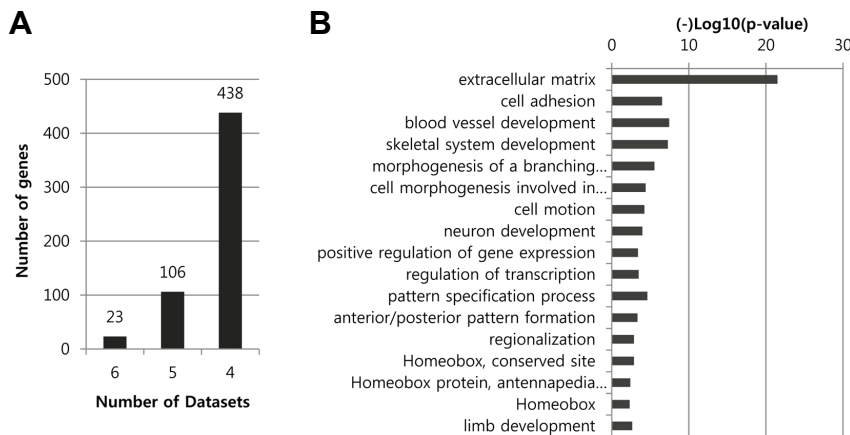 A
500
400
300
200
100
0
438
106
23
6 5 4
Number of genes
Number of Datasets
B
(-)Log10(p-value)
0 10 20 30
extracellular matrix
cell adhesion
blood vessel development
skeletal system development
morphogenesis of a branching...
cell morphogenesis involved in...
cell motion
neuron development
positive regulation of gene expression
regulation of transcription
pattern specification process
anterior/posterior pattern formation
regionalization
Homeobox, conserved site
Homeobox protein, antennapedia...
Homeobox
limb development